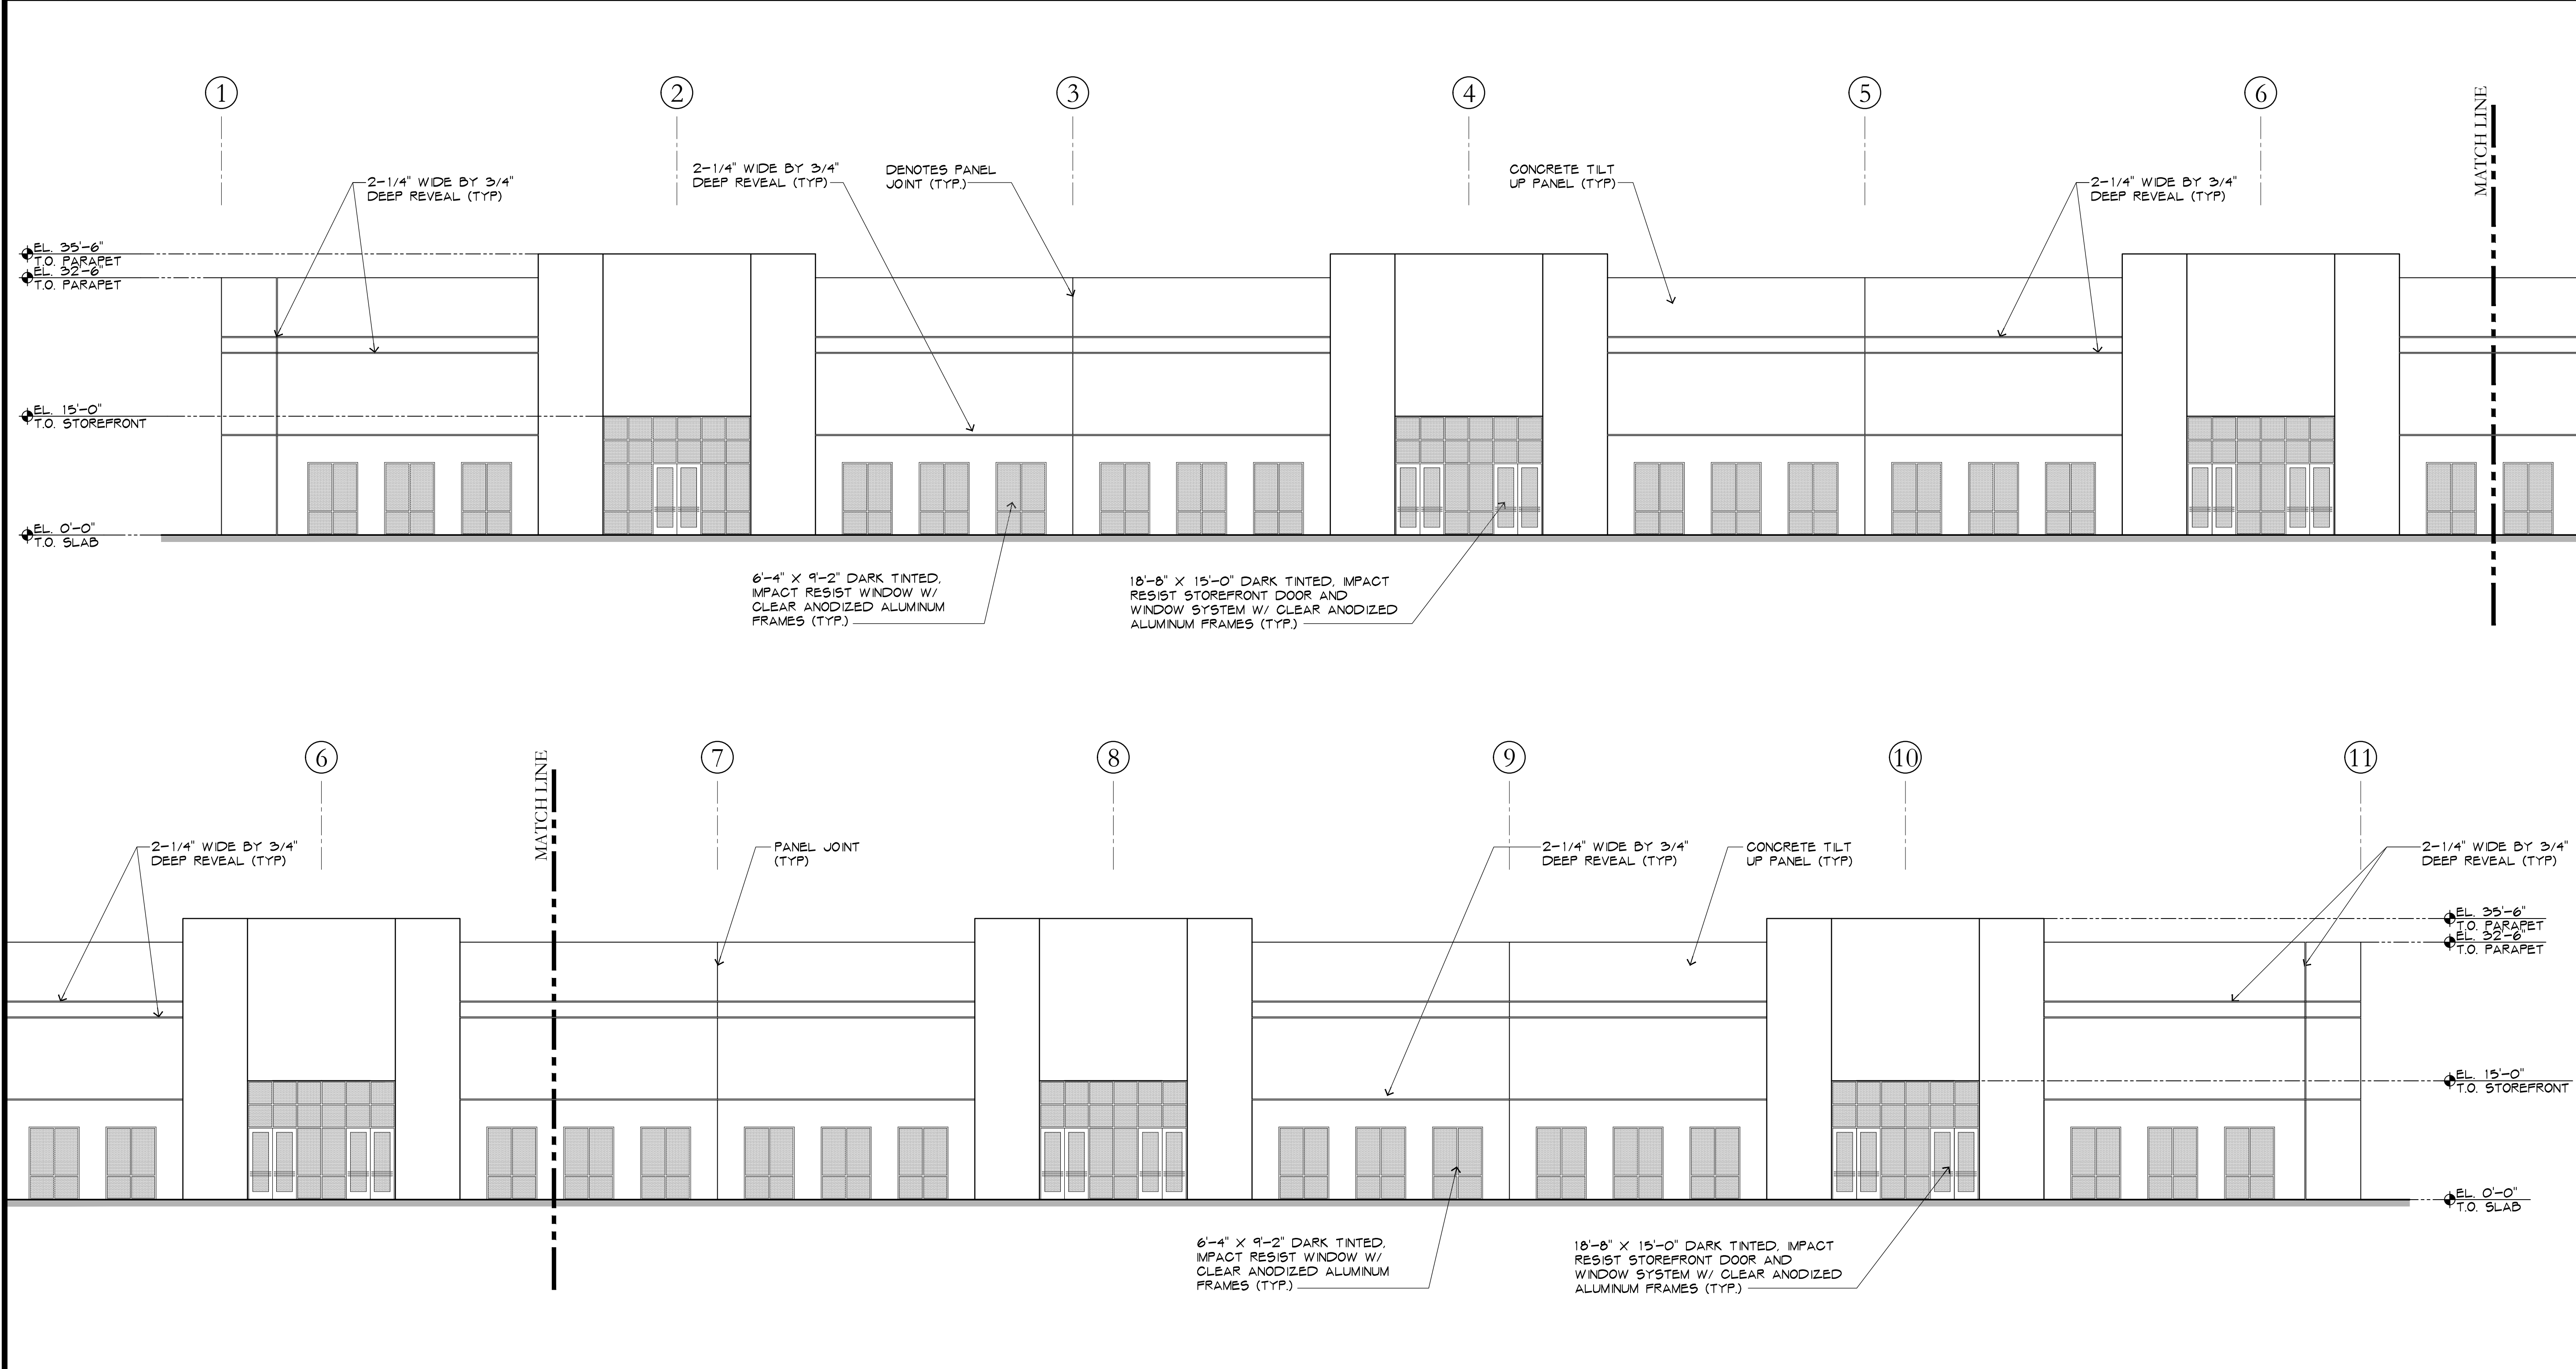 1
2
3
4
5
6
MATCH LINE
2-1/4" WIDE BY 3/4"
DEEP REVEAL (TYP)
2-1/4" WIDE BY 3/4"
DEEP REVEAL (TYP)
DENOTES PANEL
JOINT (TYP.)
CONCRETE TILT
UP PANEL (TYP)
2-1/4" WIDE BY 3/4"
DEEP REVEAL (TYP)
EL. 35'-6"
T.O. PARAPET
EL. 32'-6"
T.O. PARAPET
EL. 15'-0"
T.O. STOREFRONT
EL. 0'-0"
T.O. SLAB
6'-4" X 9'-2" DARK TINTED,
IMPACT RESIST WINDOW W/
CLEAR ANODIZED ALUMINUM
FRAMES (TYP.)
18'-8" X 15'-0" DARK TINTED, IMPACT
RESIST STOREFRONT DOOR AND
WINDOW SYSTEM W/ CLEAR ANODIZED
ALUMINUM FRAMES (TYP.)
6
MATCH LINE
7
8
9
10
11
2-1/4" WIDE BY 3/4"
DEEP REVEAL (TYP)
PANEL JOINT
(TYP)
2-1/4" WIDE BY 3/4"
DEEP REVEAL (TYP)
CONCRETE TILT
UP PANEL (TYP)
2-1/4" WIDE BY 3/4"
DEEP REVEAL (TYP)
EL. 35'-6"
T.O. PARAPET
EL. 32'-6"
T.O. PARAPET
EL. 15'-0"
T.O. STOREFRONT
EL. 0'-0"
T.O. SLAB
6'-4" X 9'-2" DARK TINTED,
IMPACT RESIST WINDOW W/
CLEAR ANODIZED ALUMINUM
FRAMES (TYP.)
18'-8" X 15'-0" DARK TINTED, IMPACT
RESIST STOREFRONT DOOR AND
WINDOW SYSTEM W/ CLEAR ANODIZED
ALUMINUM FRAMES (TYP.)